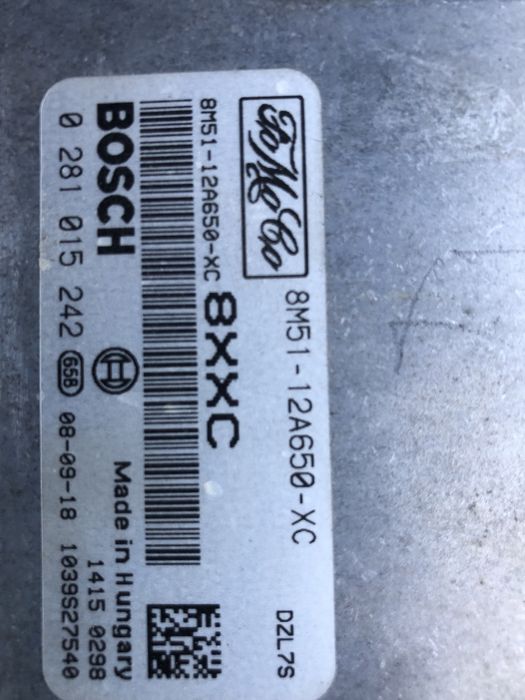 FoMoCo
8M51-12A650-XC
DZL7S
8M51-12A650-XC
8XXC
BOSCH
Made in Hungary
1415 0298
0 281 015 242 658 08-09-18 1039S27540